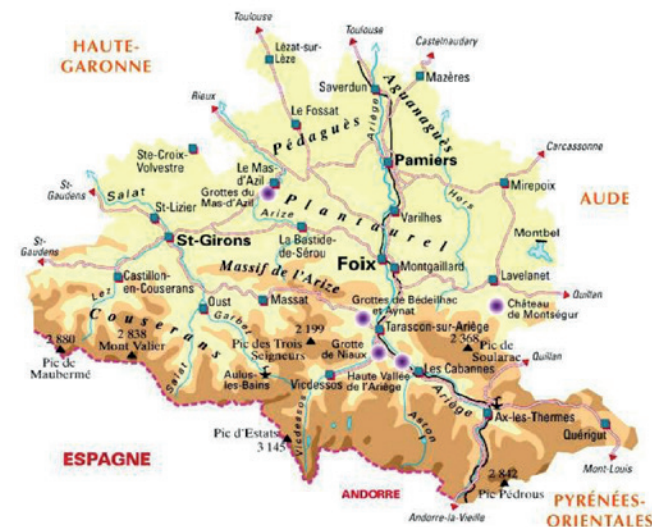 Toulouse
Toulouse
HAUTE-
GARONNE
Lézat-sur-
Lèze
Castelnaudary
Mazères
Saverdun
Rieux
Le Fossat
Ariège
Aguanaguès
Pédaguès
Ste-Croix-
Volvestre
Pamiers
Carcassonne
Le Mas-
d'Azil
St-
Gaudens
Salat
Grottes du
Mas-d'Azil
Hers
Mirepoix
AUDE
St-Lizier
Arize
Plantaurel
Varilhes
St-Girons
La Bastide-
de-Sérou
Montbel
St-
Gaudens
Foix
Montgaillard
Massif de l'Arize
Lavelanet
Castillon-
en-Couserans
Quillan
Lez
Oust
Massat
Grottes de Bédeilhac
et Aynat
Château
de Montségur
Couserans
Garbet
Tarascon-sur-Ariège
2 880
Pic de
Maubermé
2 838
Mont Valier
2 199
Pic des Trois
Seigneurs
Grotte
de Niaux
2 368
Pic de
Soularac
Quillan
Salat
Aulus-
les-Bains
Vicdessos
Haute Vallée
de l'Ariège
Les Cabannes
Ariège
Ax-les-Thermes
Vicdessos
Aston
Quérigut
Pic d'Estats
3 145
ESPAGNE
Mont-Louis
2 842
Pic Pédrous
ANDORRE
Andorre-la-Vieille
PYRÉNÉES-
ORIENTALES